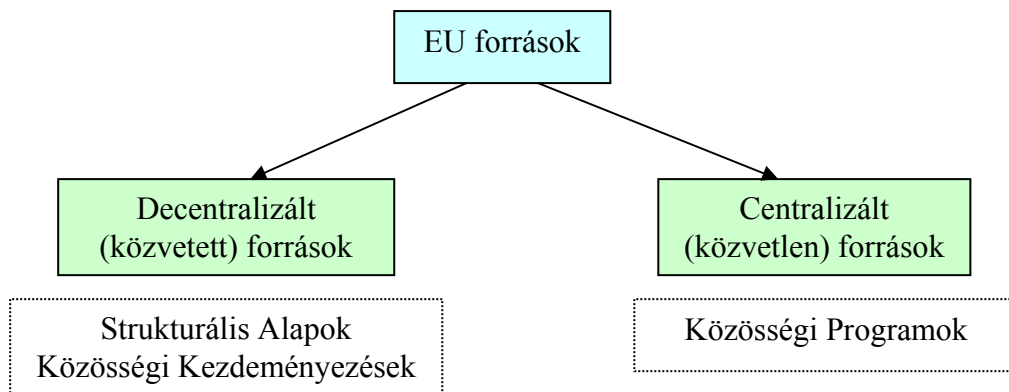 EU források
Decentralizált
(közvetett) források
Centralizált
(közvetlen) források
Strukturális Alapok
Közösségi Kezdeményezések
Közösségi Programok